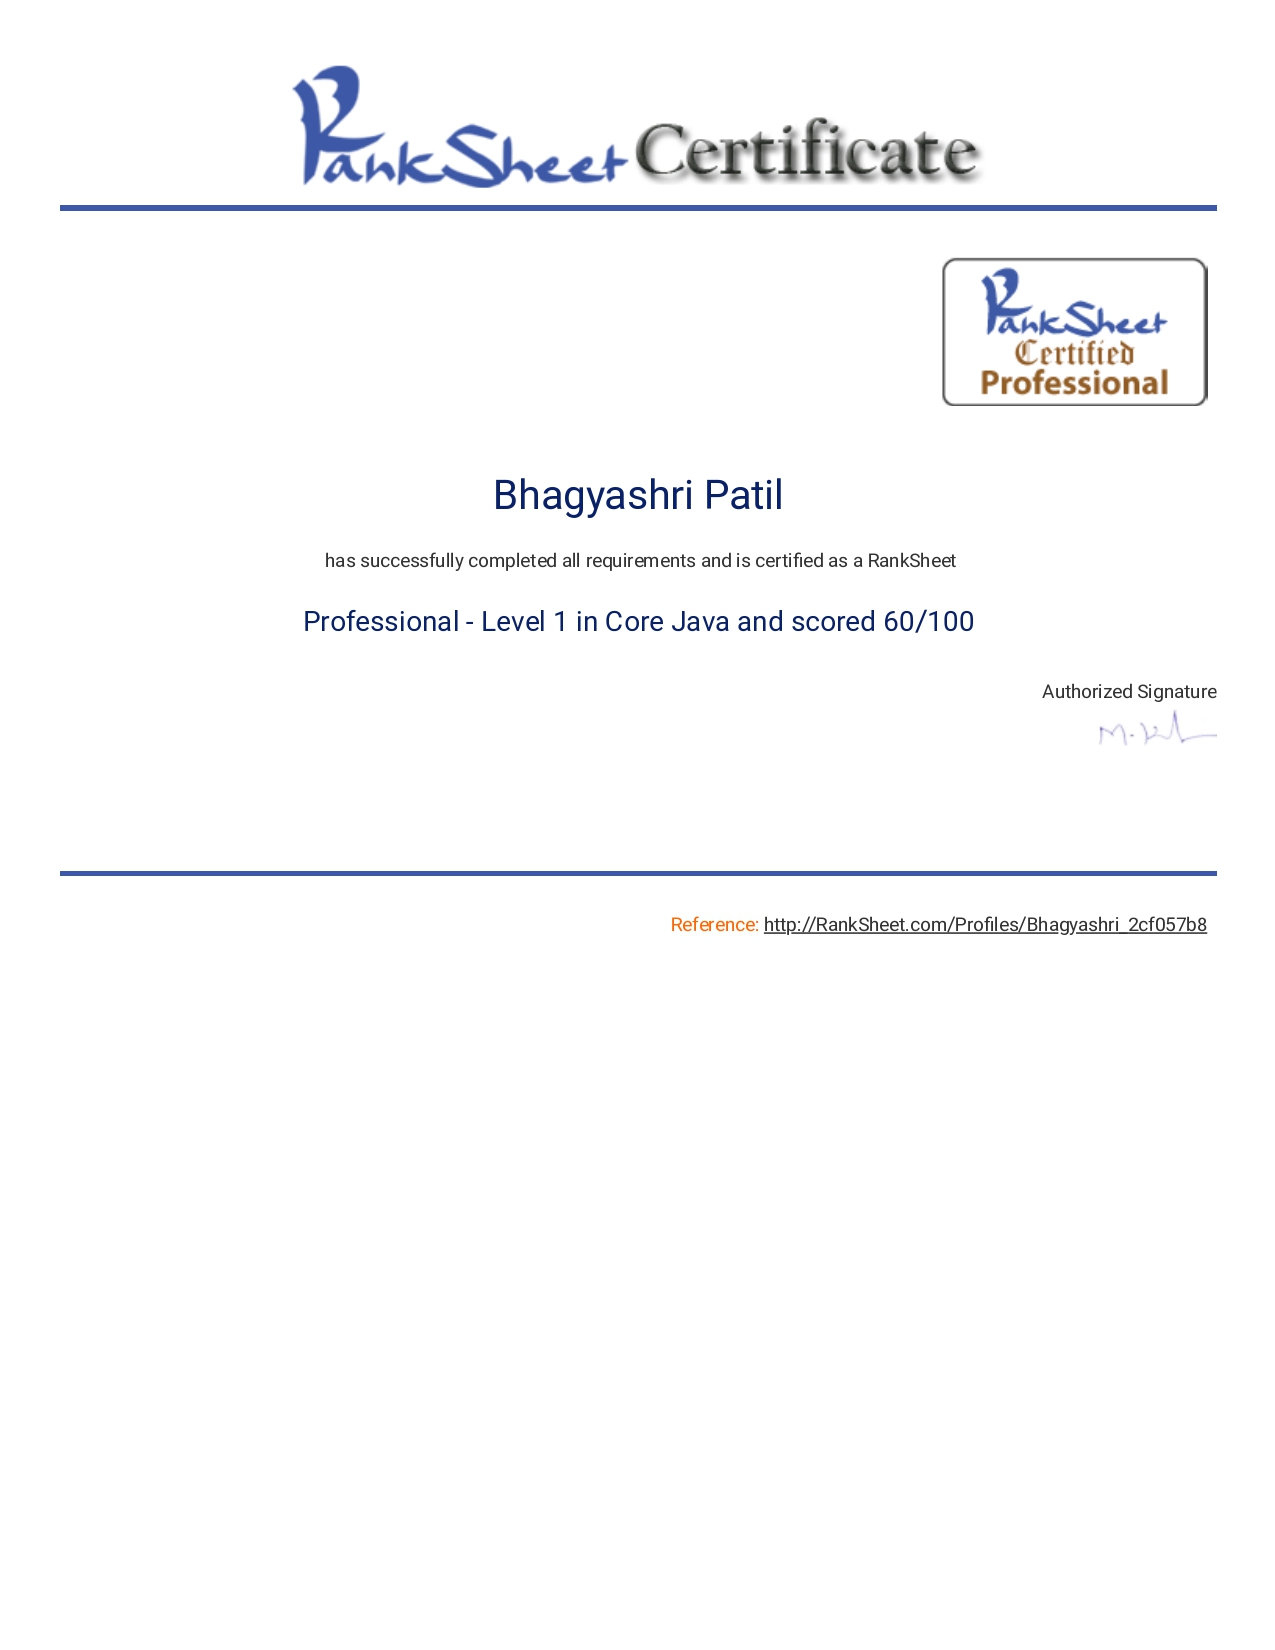 RankSheet Certificate
RankSheet
Certified
Professional
Bhagyashri Patil
has successfully completed all requirements and is certified as a RankSheet
Professional - Level 1 in Core Java and scored 60/100
Authorized Signature
Reference: http://RankSheet.com/Profiles/Bhagyashri_2cf057b8